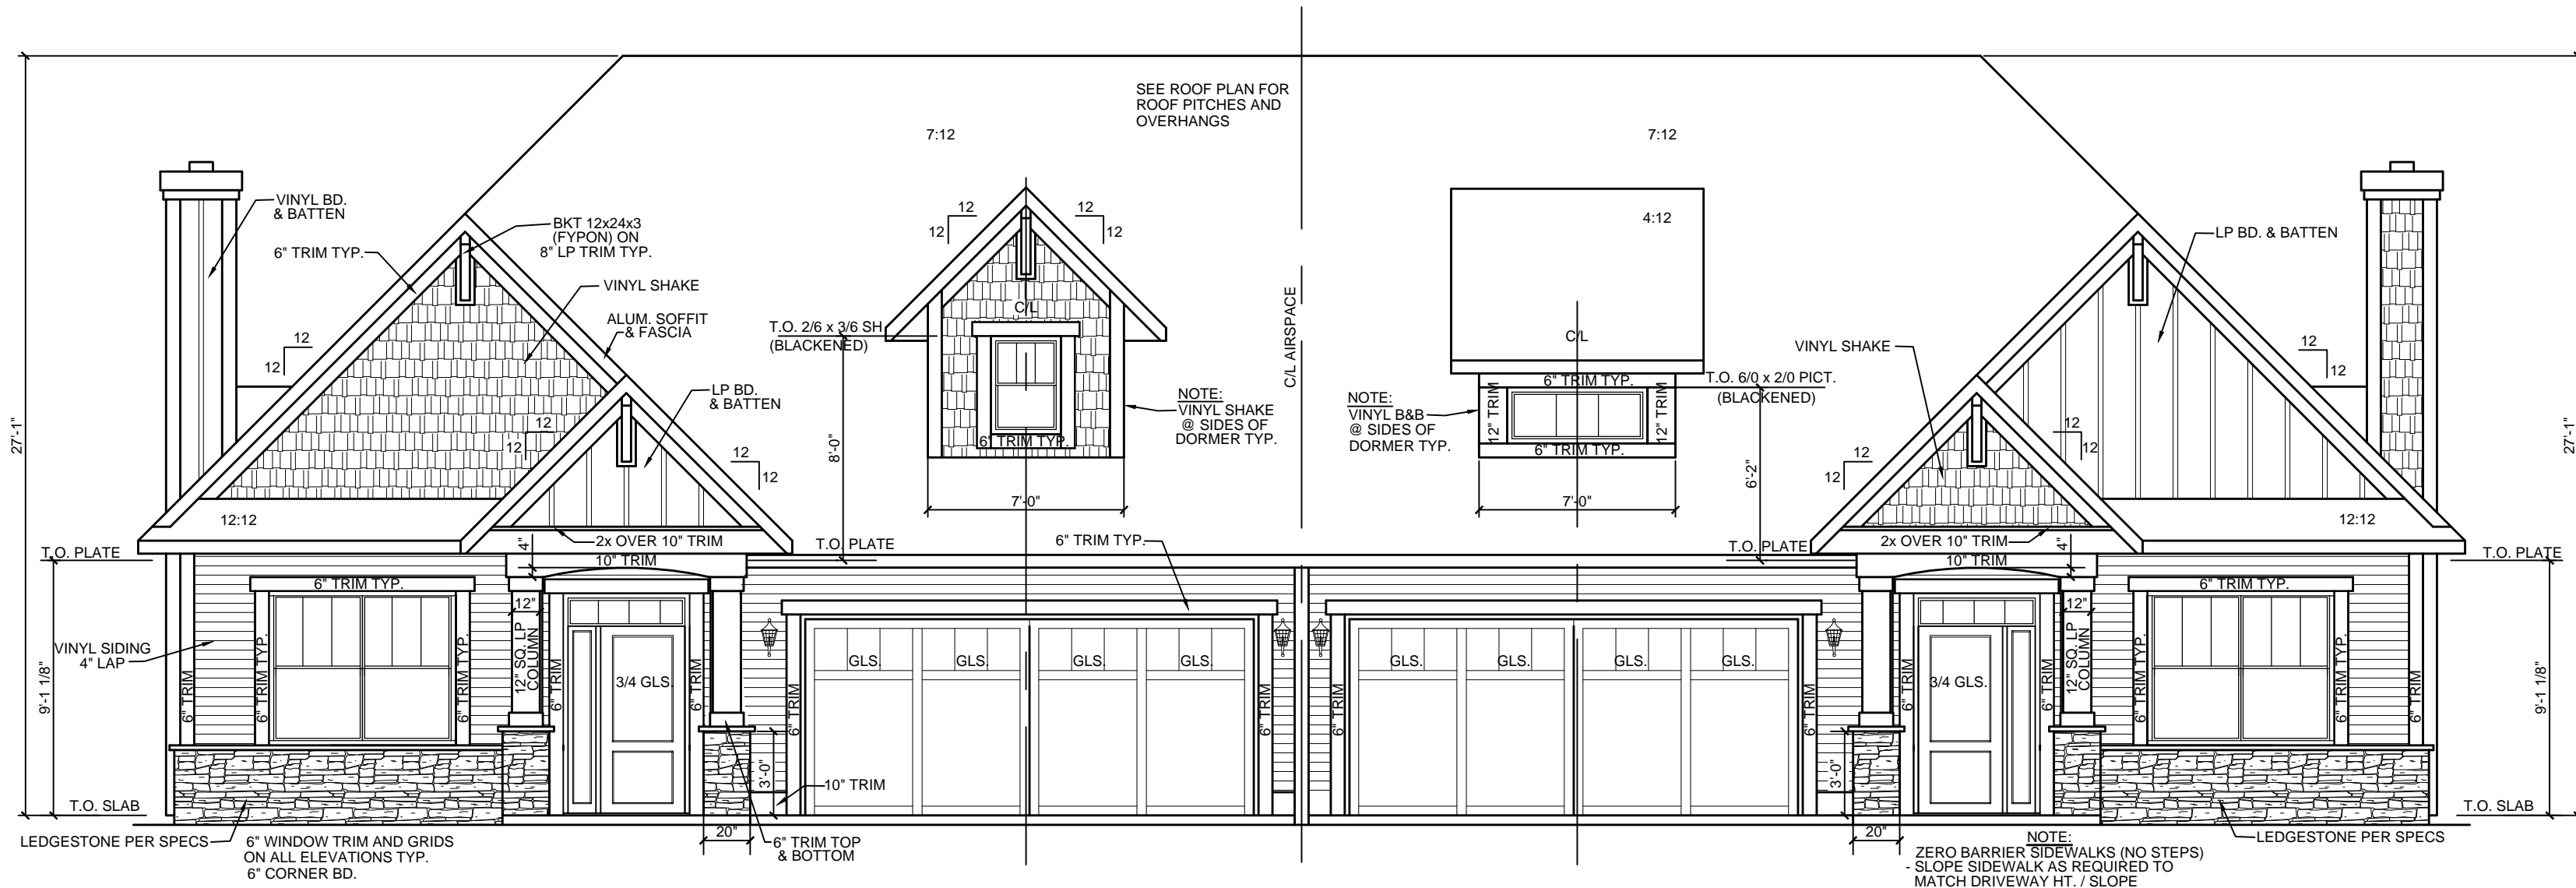 SEE ROOF PLAN FOR
ROOF PITCHES AND
OVERHANGS
7:12
7:12
27'-1"
27'-1"
VINYL BD.
& BATTEN
6" TRIM TYP.
BKT 12x24x3
(FYPON) ON
8" LP TRIM TYP.
VINYL SHAKE
ALUM. SOFFIT
& FASCIA
12
12
LP BD.
& BATTEN
12
12
12
12
12:12
2x OVER 10" TRIM
12
12
12
12
C/L
T.O. 2/6 x 3/6 SH
(BLACKENED)
6" TRIM TYP.
8'-0"
7'-0"
NOTE:
VINYL SHAKE
@ SIDES OF
DORMER TYP.
C/L AIRSPACE
4:12
C/L
6" TRIM TYP.
12" TRIM
12" TRIM
6" TRIM TYP.
T.O. 6/0 x 2/0 PICT.
(BLACKENED)
NOTE:
VINYL B&B
@ SIDES OF
DORMER TYP.
7'-0"
6'-2"
VINYL SHAKE
LP BD. & BATTEN
12
12
12
12
12
12
12:12
2x OVER 10" TRIM
T.O. PLATE
T.O. PLATE
6" TRIM TYP.
T.O. PLATE
T.O. PLATE
4"
10" TRIM
4"
10" TRIM
6" TRIM TYP.
6" TRIM TYP.
6" TRIM TYP.
6" TRIM
VINYL SIDING
4" LAP
9'-1 1/8"
12"
12" SQ. LP
COLUMN
6" TRIM
3/4 GLS.
6" TRIM
GLS.
GLS.
GLS.
GLS.
6" TRIM
6" TRIM
3'-0"
10" TRIM
GLS.
GLS.
GLS.
GLS.
6" TRIM
6" TRIM
3'-0"
6" TRIM
3/4 GLS.
6" TRIM
12"
12" SQ. LP
COLUMN
6" TRIM TYP.
6" TRIM TYP.
6" TRIM TYP.
6" TRIM
9'-1 1/8"
T.O. SLAB
T.O. SLAB
LEDGESTONE PER SPECS
6" WINDOW TRIM AND GRIDS
ON ALL ELEVATIONS TYP.
6" CORNER BD.
20"
6" TRIM TOP
& BOTTOM
20"
NOTE:
ZERO BARRIER SIDEWALKS (NO STEPS)
- SLOPE SIDEWALK AS REQUIRED TO
MATCH DRIVEWAY HT. / SLOPE
LEDGESTONE PER SPECS